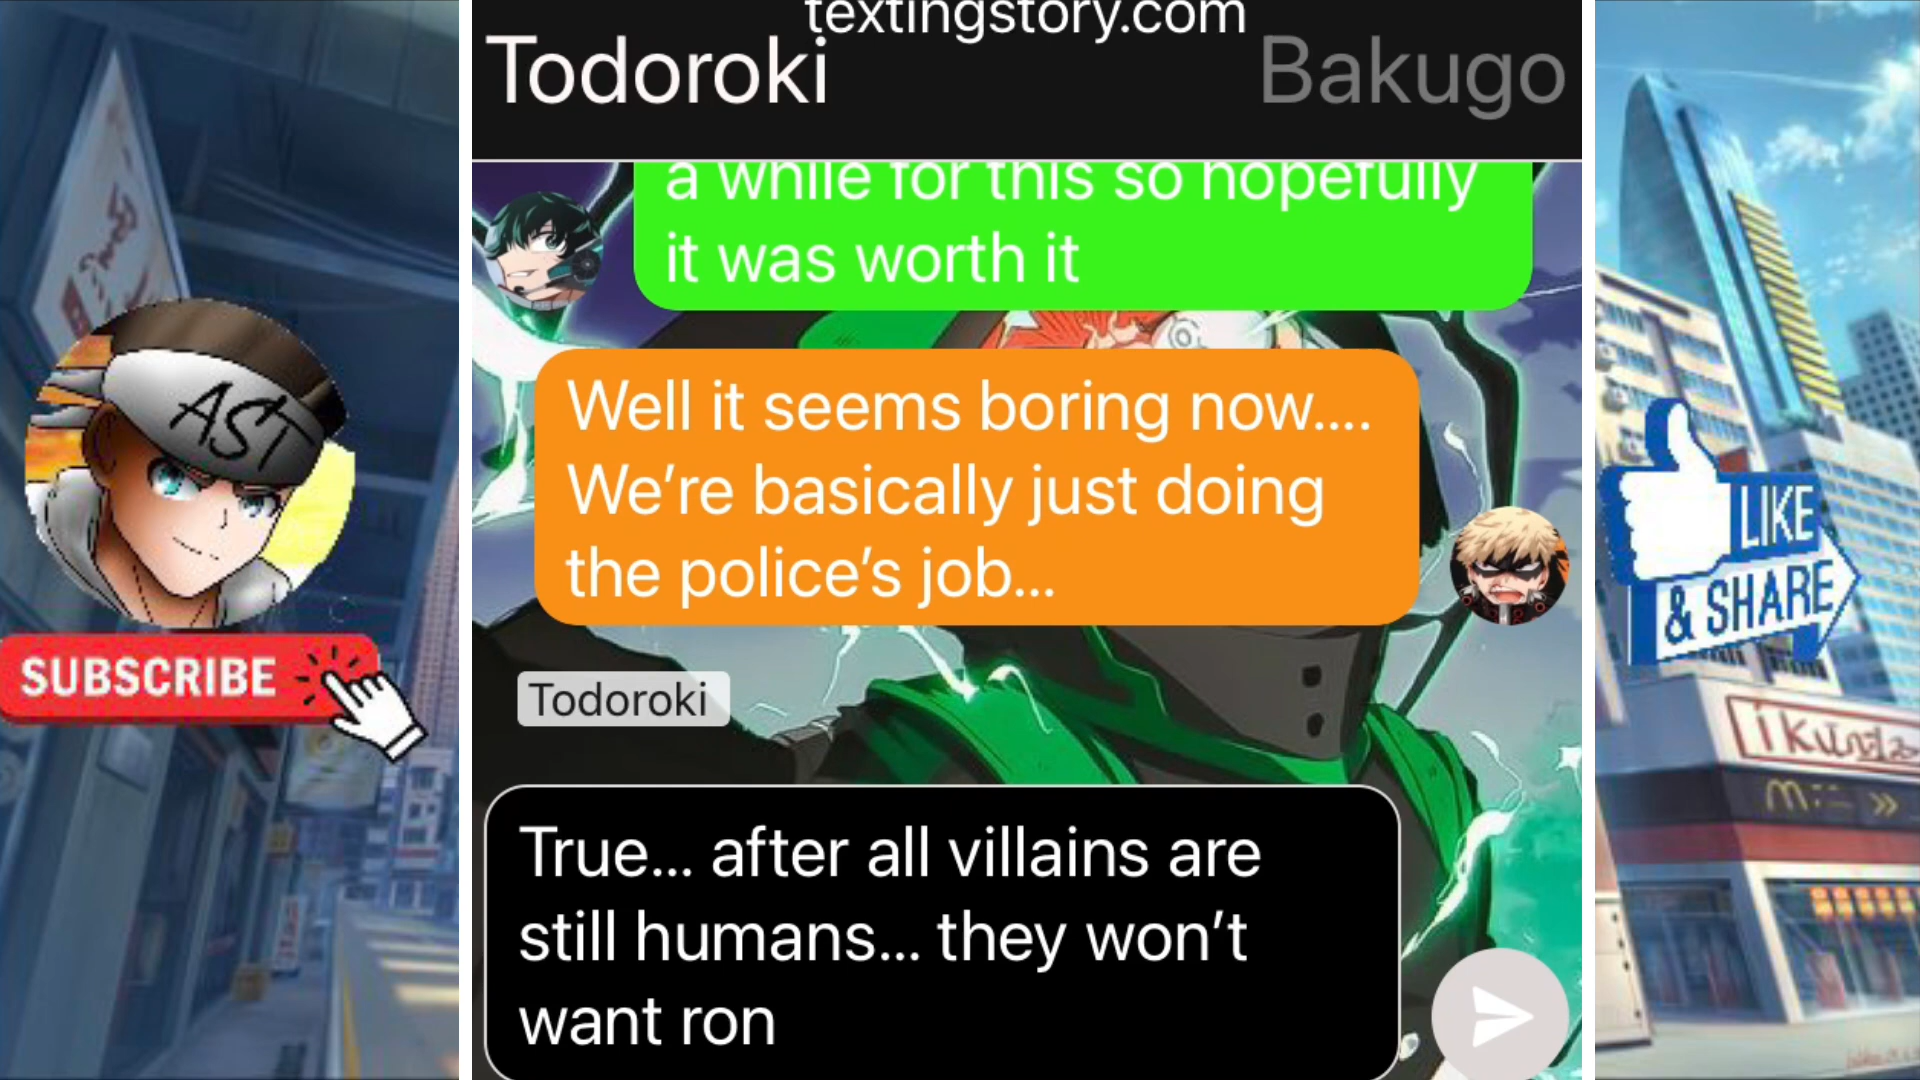 textingstory.com
Todoroki
Bakugo
a while for this so hopefully
it was worth it
Well it seems boring now....
We're basically just doing
the police's job...
Todoroki
True... after all villains are
still humans... they won't
want ron
AST
SUBSCRIBE
LIKE
& SHARE